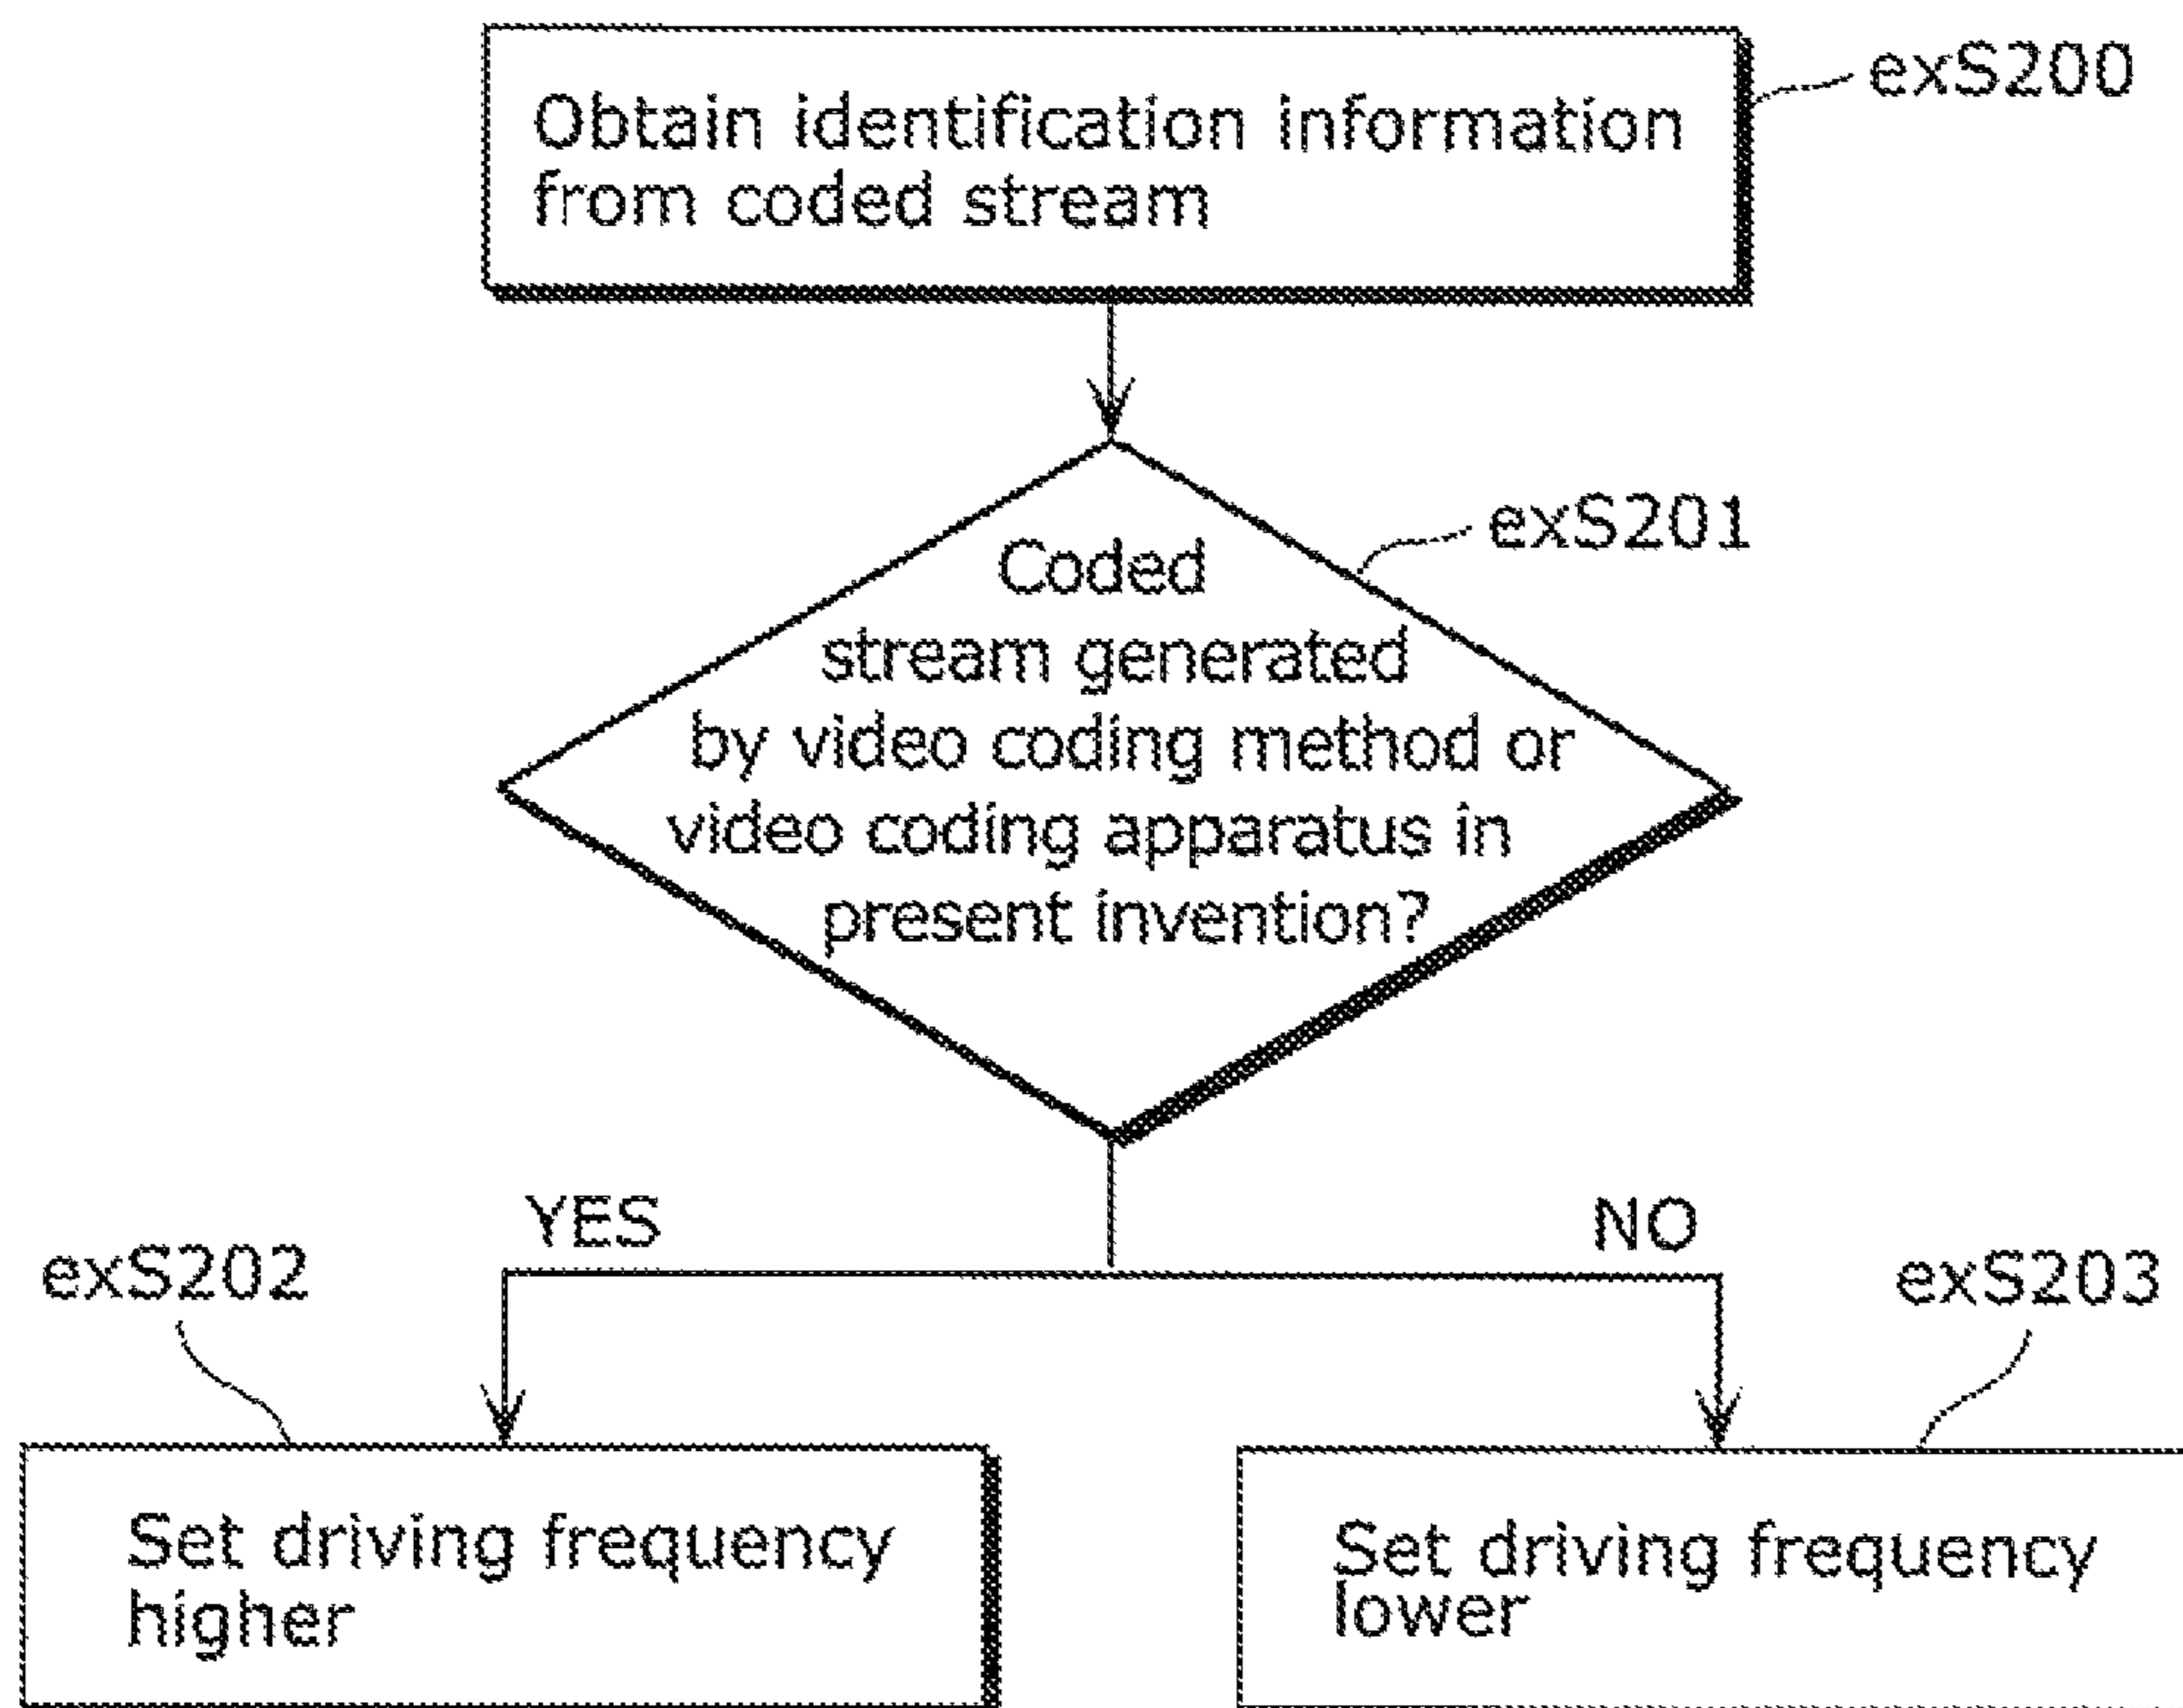 exS200
Obtain identification information
from coded stream
exS201
Coded
stream generated
by video coding method or
video coding apparatus in
present invention?
YES
NO
exS202
exS203
Set driving frequency
higher
Set driving frequency
lower